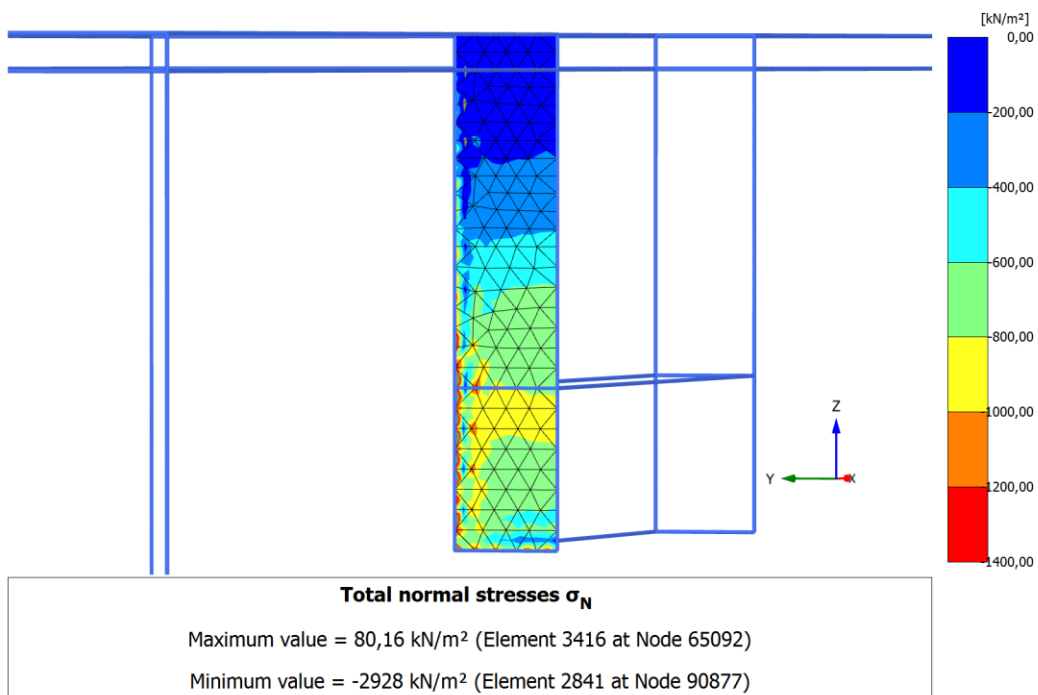 [kN/m²]
0,00
-200,00
-400,00
-600,00
-800,00
-1000,00
-1200,00
-1400,00
Z
Y
X
Total normal stresses σN
Maximum value = 80,16 kN/m² (Element 3416 at Node 65092)
Minimum value = -2928 kN/m² (Element 2841 at Node 90877)